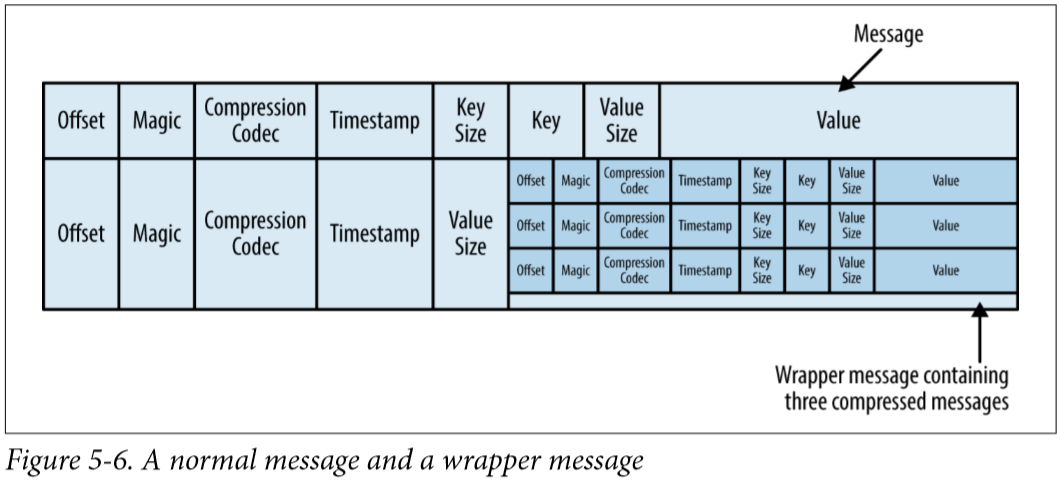 Message
Offset Magic Compression Codec Timestamp Key Size Key Value Size Value
Offset Magic Compression Codec Timestamp Value Size
Offset Magic Compression Codec Timestamp Key Size Key Value Size Value
Offset Magic Compression Codec Timestamp Key Size Key Value Size Value
Offset Magic Compression Codec Timestamp Key Size Key Value Size Value
Wrapper message containing
three compressed messages
Figure 5-6. A normal message and a wrapper message